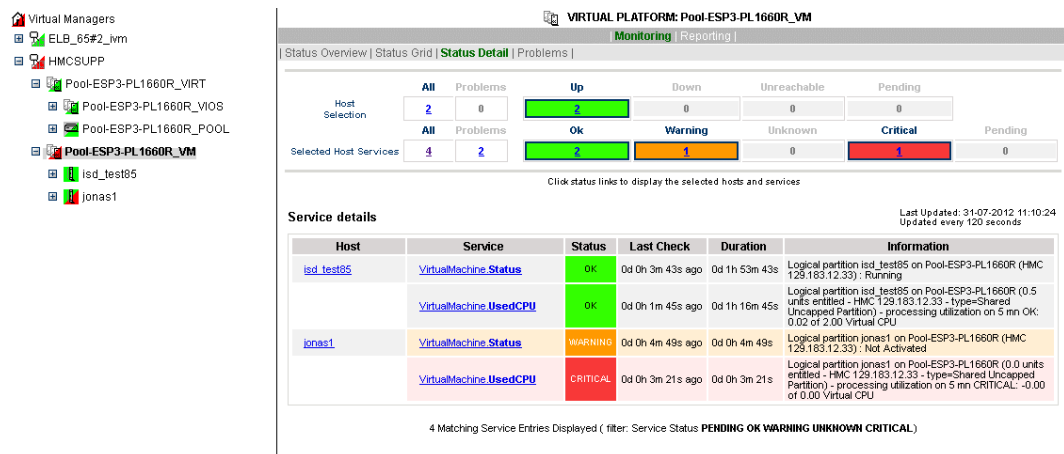 Virtual Managers
ELB_65#2_ivm
HMCSUPP
Pool-ESP3-PL1660R_VIRT
Pool-ESP3-PL1660R_VIOS
Pool-ESP3-PL1660R_POOL
Pool-ESP3-PL1660R_VM
isd_test85
jonas1
VIRTUAL PLATFORM: Pool-ESP3-PL1660R_VM
| Monitoring | Reporting |
| Status Overview | Status Grid | Status Detail | Problems |
All Problems Up Down Unreachable Pending
Host Selection 2 0 2 0 0 0
All Problems Ok Warning Unknown Critical Pending
Selected Host Services 4 2 2 1 0 1 0
Click status links to display the selected hosts and services
Service details
Last Updated: 31-07-2012 11:10:24
Updated every 120 seconds
Host Service Status Last Check Duration Information
isd_test85 VirtualMachine.Status OK 0d 0h 3m 43s ago 0d 1h 53m 43s Logical partition isd_test85 on Pool-ESP3-PL1660R (HMC
129.183.12.33) : Running
VirtualMachine.UsedCPU OK 0d 0h 1m 45s ago 0d 1h 16m 45s Logical partition isd_test85 on Pool-ESP3-PL1660R (0.5
units entitled - HMC 129.183.12.33 - type=Shared
Uncapped Partition) - processing utilization on 5 mn OK:
0.02 of 2.00 Virtual CPU
jonas1 VirtualMachine.Status WARNING 0d 0h 4m 49s ago 0d 0h 4m 49s Logical partition jonas1 on Pool-ESP3-PL1660R (HMC
129.183.12.33) : Not Activated
VirtualMachine.UsedCPU CRITICAL 0d 0h 3m 21s ago 0d 0h 3m 21s Logical partition jonas1 on Pool-ESP3-PL1660R (0.0 units
entitled - HMC 129.183.12.33 - type=Shared Uncapped
Partition) - processing utilization on 5 mn CRITICAL: -0.00
of 0.00 Virtual CPU
4 Matching Service Entries Displayed ( filter: Service Status PENDING OK WARNING UNKNOWN CRITICAL)